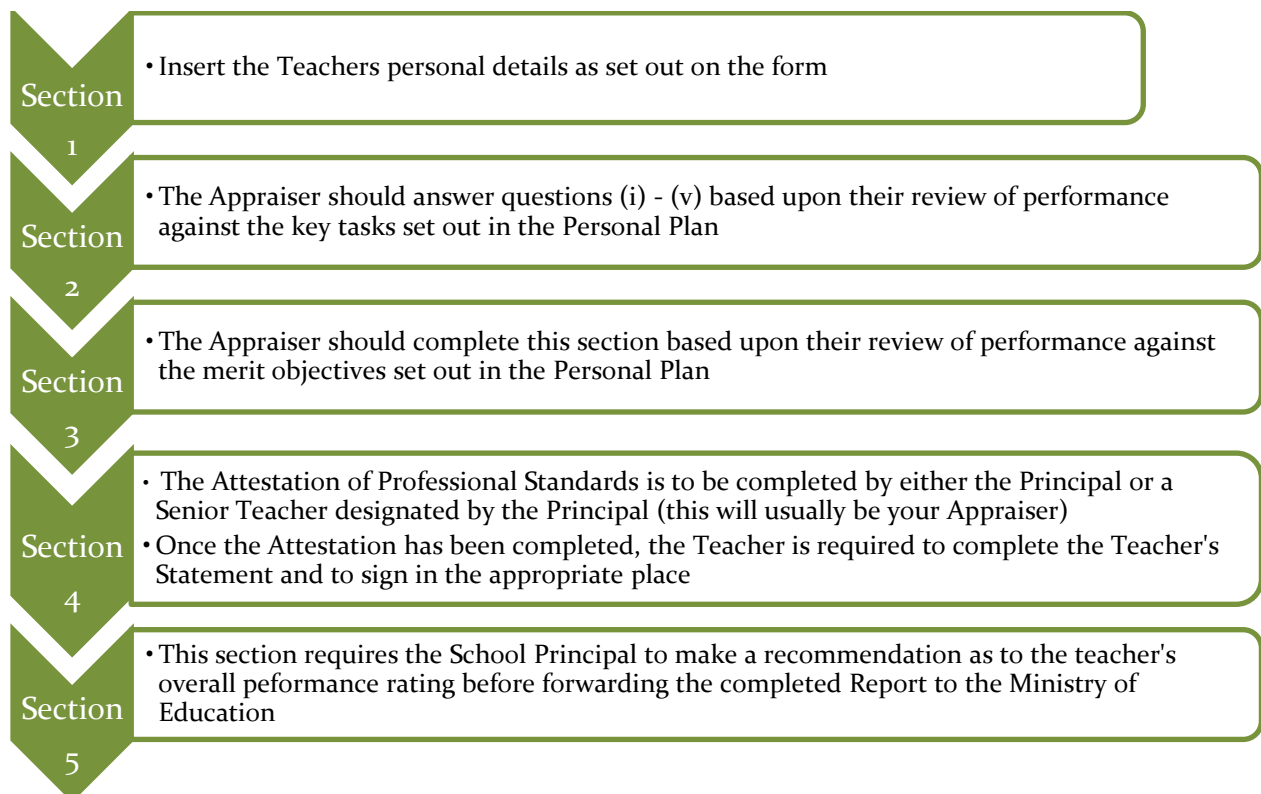 Section
1
• Insert the Teachers personal details as set out on the form
Section
2
• The Appraiser should answer questions (i) - (v) based upon their review of performance
against the key tasks set out in the Personal Plan
Section
3
• The Appraiser should complete this section based upon their review of performance against
the merit objectives set out in the Personal Plan
Section
4
• The Attestation of Professional Standards is to be completed by either the Principal or a
Senior Teacher designated by the Principal (this will usually be your Appraiser)
• Once the Attestation has been completed, the Teacher is required to complete the Teacher's
Statement and to sign in the appropriate place
Section
5
• This section requires the School Principal to make a recommendation as to the teacher's
overall peformance rating before forwarding the completed Report to the Ministry of
Education